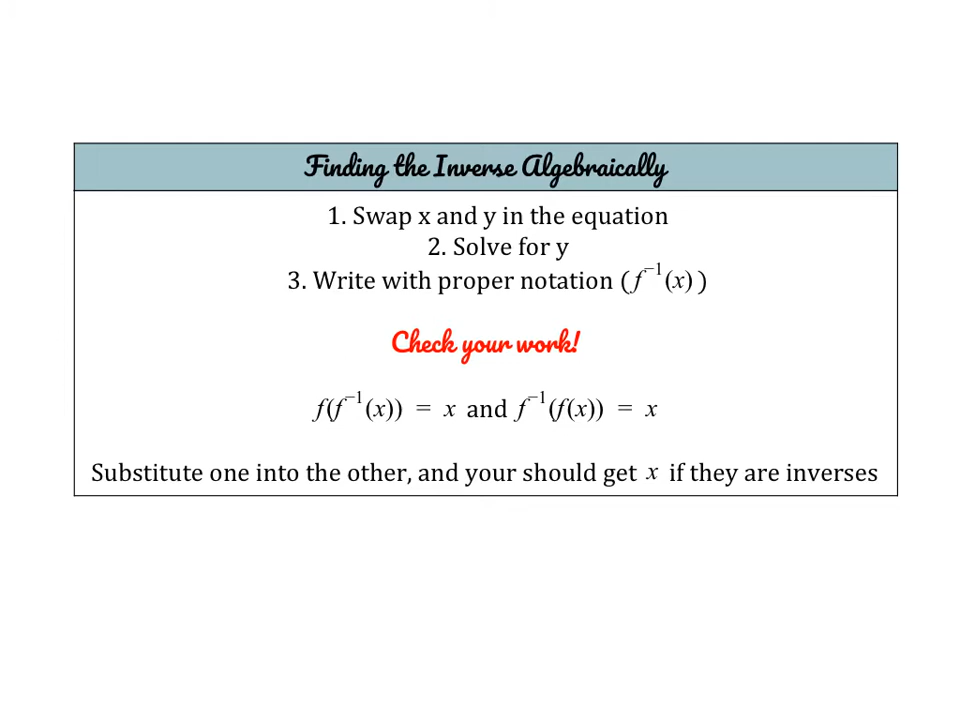 Finding the Inverse Algebraically
1. Swap x and y in the equation
2. Solve for y
3. Write with proper notation (f⁻¹(x))
Check your work!
f(f⁻¹(x)) = x and f⁻¹(f(x)) = x
Substitute one into the other, and your should get x if they are inverses